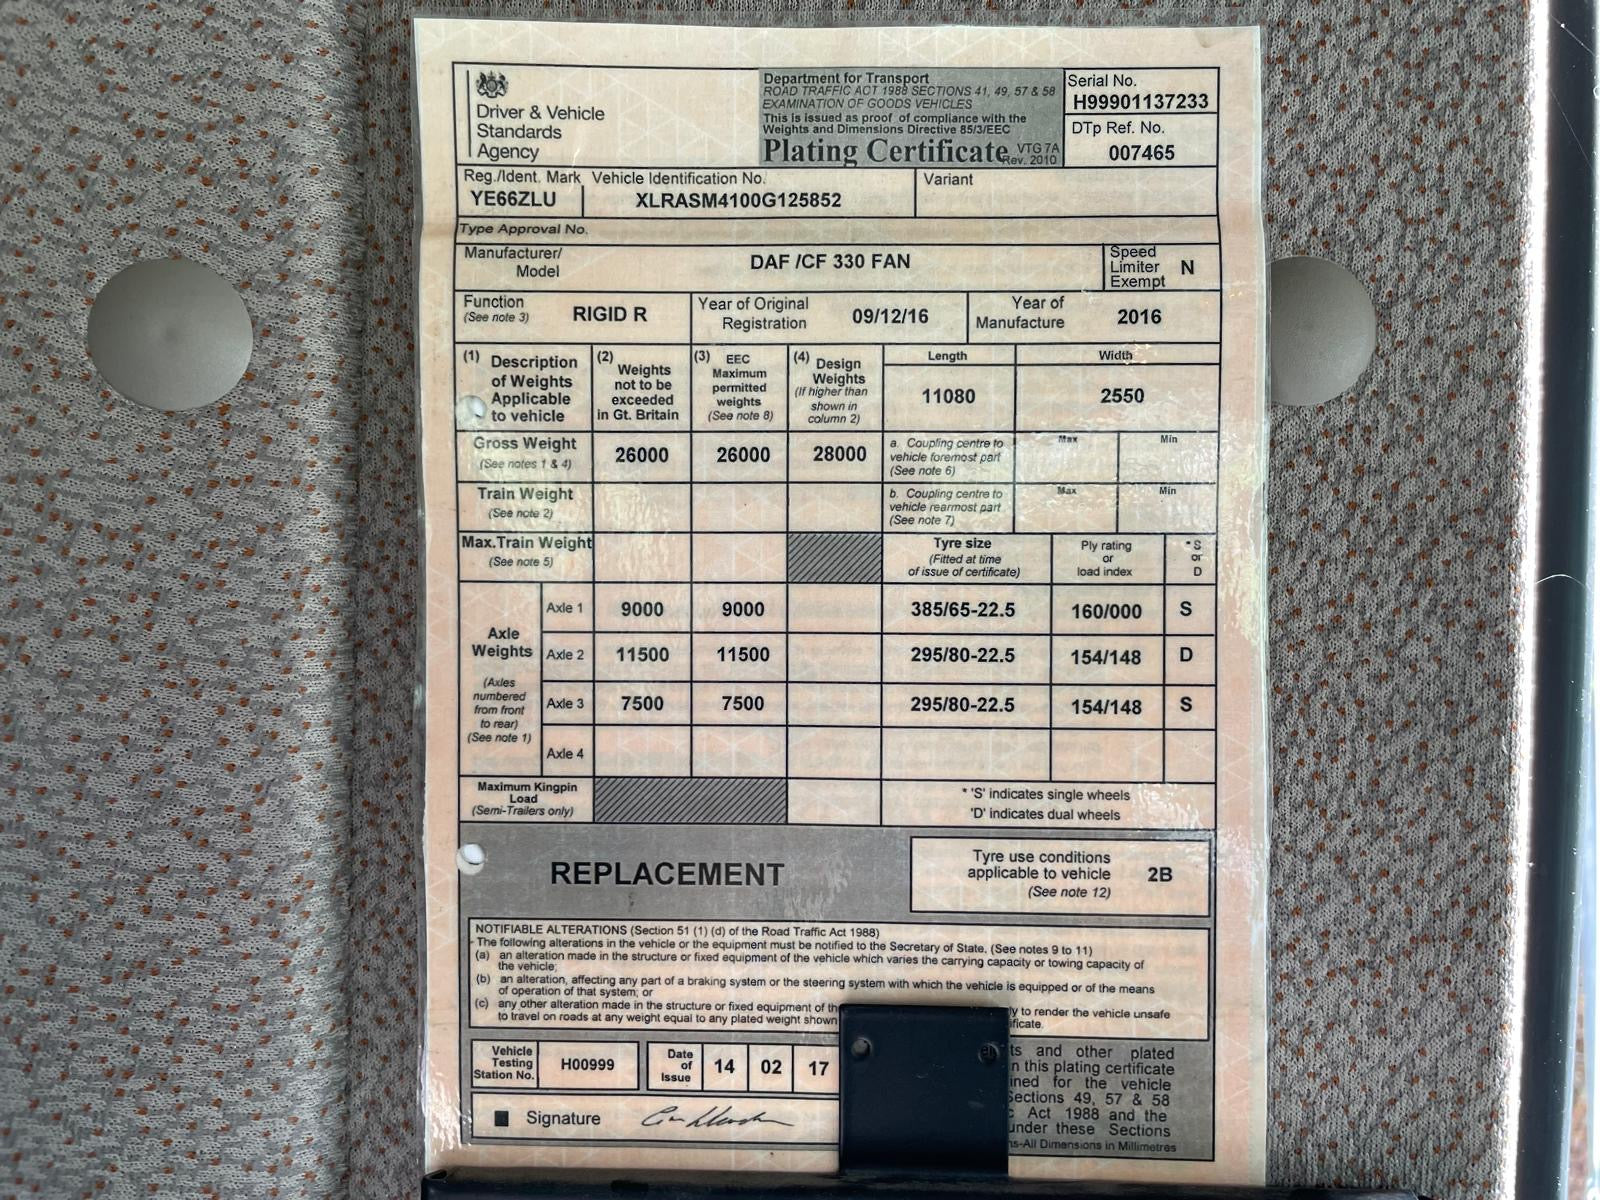 Driver & Vehicle
Standards
Agency
Department for Transport
ROAD TRAFFIC ACT 1988 SECTIONS 41, 49, 57 & 58
EXAMINATION OF GOODS VEHICLES
This is issued as proof of compliance with the
Weights and Dimensions Directive 85/3/EEC
Plating Certificate VTG 7A
Rev. 2010
Serial No.
H99901137233
DTp Ref. No.
007465
Reg./Ident. Mark Vehicle Identification No. Variant
YE66ZLU XLRASM4100G125852
Type Approval No.
Manufacturer/
Model
DAF /CF 330 FAN
Speed
Limiter
Exempt
N
Function
(See note 3)
RIGID R
Year of Original
Registration
09/12/16
Year of
Manufacture
2016
(1) Description
of Weights
Applicable
to vehicle
(2) Weights
not to be
exceeded
in Gt. Britain
(3) EEC
Maximum
permitted
weights
(See note 8)
(4) Design
Weights
(If higher than
shown in
column 2)
Length
11080
Width
2550
Gross Weight
(See notes 1 & 4)
26000 26000 28000
a. Coupling centre to
vehicle foremost part
(See note 6)
Max Min
Train Weight
(See note 2)
b. Coupling centre to
vehicle rearmost part
(See note 7)
Max Min
Max.Train Weight
(See note 5)
Tyre size
(Fitted at time
of issue of certificate)
Ply rating
or
load index
* S
or
D
Axle
Weights
(Axles
numbered
from front
to rear)
(See note 1)
Axle 1 9000 9000 385/65-22.5 160/000 S
Axle 2 11500 11500 295/80-22.5 154/148 D
Axle 3 7500 7500 295/80-22.5 154/148 S
Axle 4
Maximum Kingpin
Load
(Semi-Trailers only)
* 'S' indicates single wheels
'D' indicates dual wheels
REPLACEMENT
Tyre use conditions
applicable to vehicle
(See note 12)
2B
NOTIFIABLE ALTERATIONS (Section 51 (1) (d) of the Road Traffic Act 1988)
The following alterations in the vehicle or the equipment must be notified to the Secretary of State, (See notes 9 to 11)
(a) an alteration made in the structure or fixed equipment of the vehicle which varies the carrying capacity or towing capacity of
the vehicle;
(b) an alteration, affecting any part of a braking system or the steering system with which the vehicle is equipped or of the means
of operation of that system; or
(c) any other alteration made in the structure or fixed equipment of th ly to render the vehicle unsafe
to travel on roads at any weight equal to any plated weight shown ificate.
Vehicle
Testing
Station No.
H00999
Date
of
Issue
14 02 17
Signature
ts and other plated
n this plating certificate
ined for the vehicle
Sections 49, 57 & 58
c Act 1988 and the
under these Sections
ns-All Dimensions in Millimetres